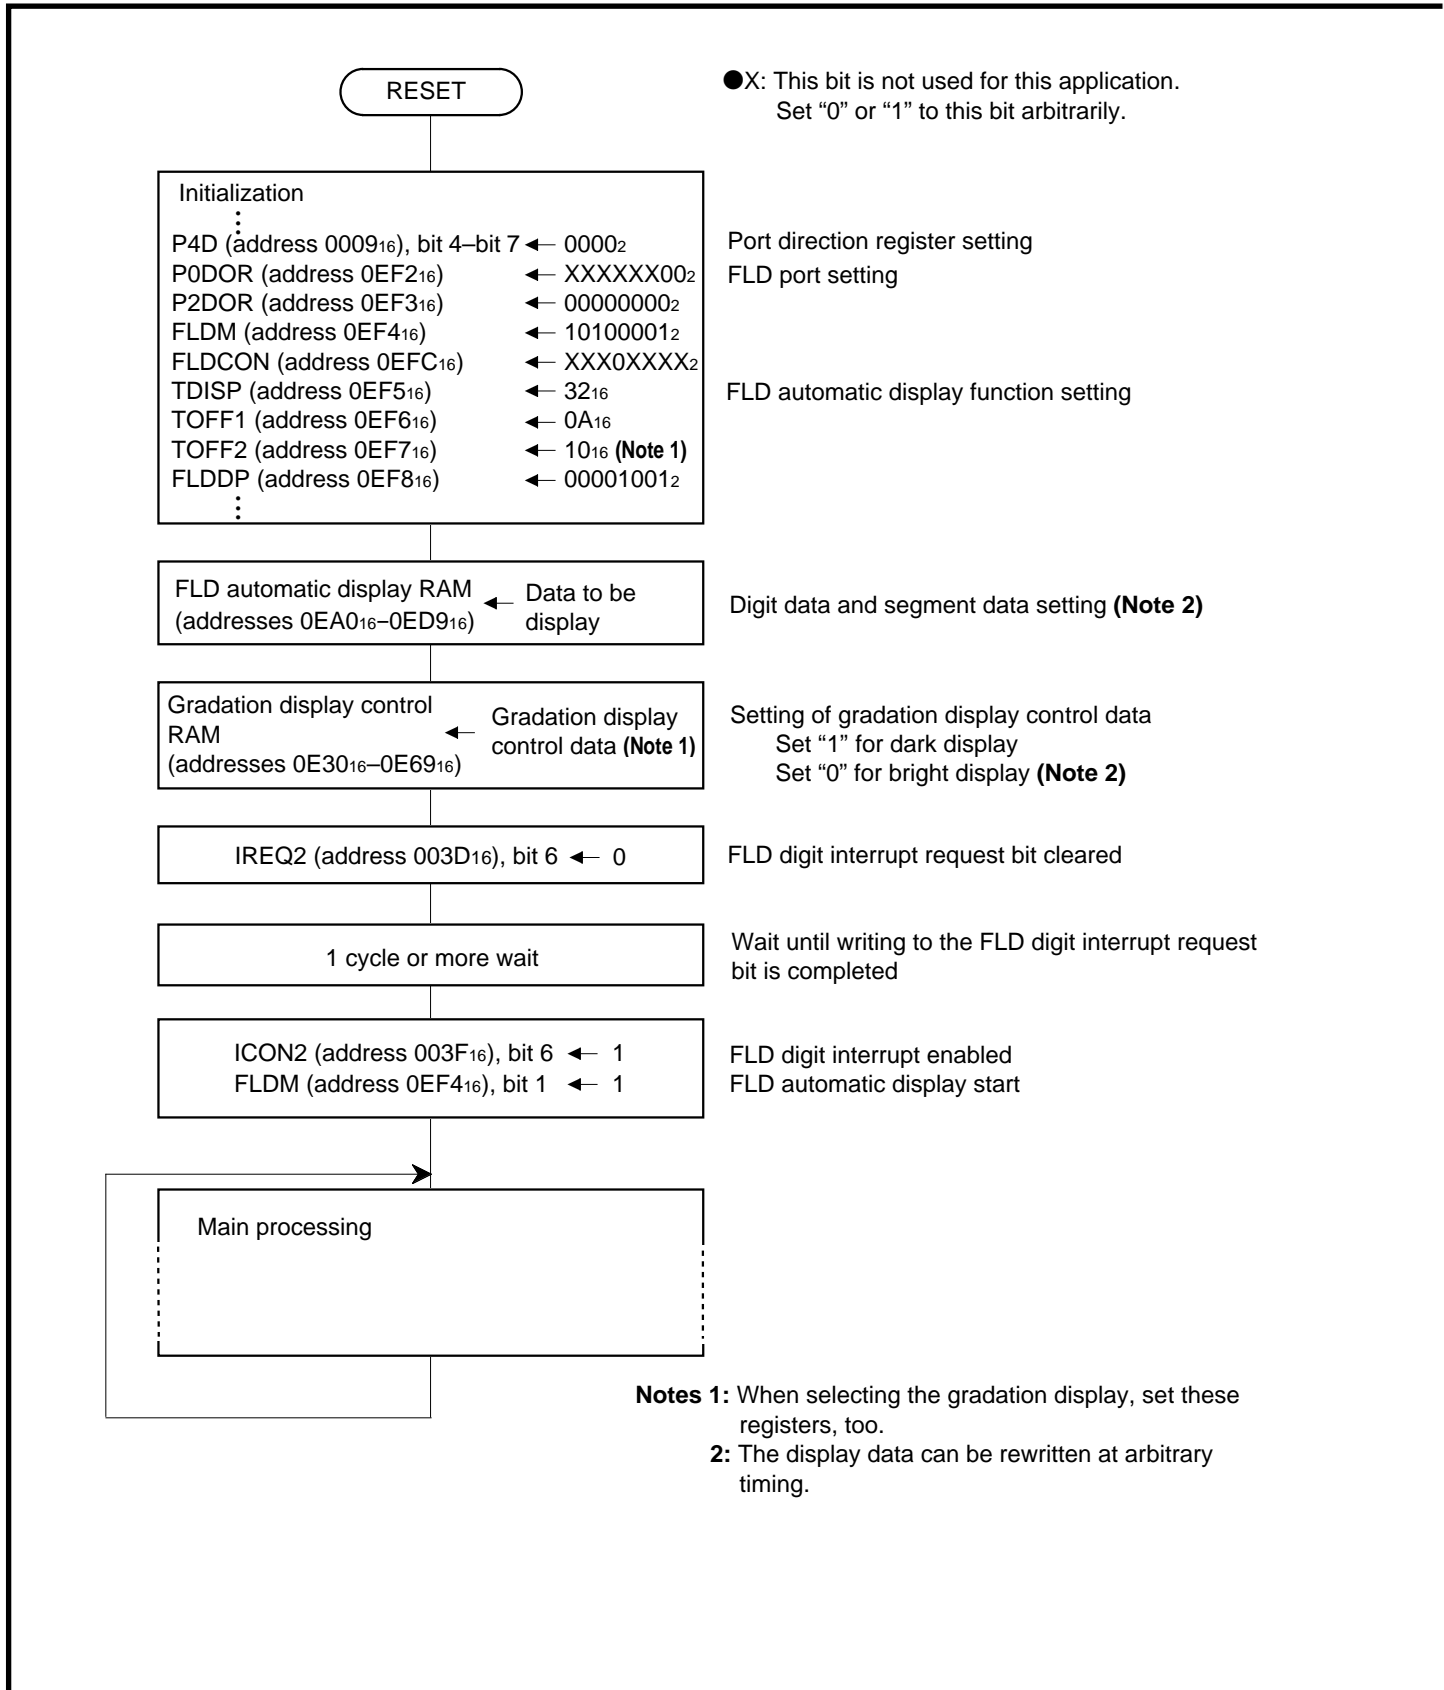 RESET
●X: This bit is not used for this application.
Set “0” or “1” to this bit arbitrarily.
Initialization
P4D (address 000916), bit 4–bit 7 ← 00002 Port direction register setting
P0DOR (address 0EF216) ← XXXXXX002 FLD port setting
P2DOR (address 0EF316) ← 000000002
FLDM (address 0EF416) ← 101000012
FLDCON (address 0EFC16) ← XXX0XXXX2
TDISP (address 0EF516) ← 3216 FLD automatic display function setting
TOFF1 (address 0EF616) ← 0A16
TOFF2 (address 0EF716) ← 1016 (Note 1)
FLDDP (address 0EF816) ← 000010012
FLD automatic display RAM ← Data to be
(addresses 0EA016–0ED916) display
Digit data and segment data setting (Note 2)
Gradation display control
RAM
(addresses 0E3016–0E6916)
← Gradation display
control data (Note 1)
Setting of gradation display control data
Set “1” for dark display
Set “0” for bright display (Note 2)
IREQ2 (address 003D16), bit 6 ← 0 FLD digit interrupt request bit cleared
1 cycle or more wait
Wait until writing to the FLD digit interrupt request
bit is completed
ICON2 (address 003F16), bit 6 ← 1 FLD digit interrupt enabled
FLDM (address 0EF416), bit 1 ← 1 FLD automatic display start
Main processing
Notes 1: When selecting the gradation display, set these
registers, too.
2: The display data can be rewritten at arbitrary
timing.